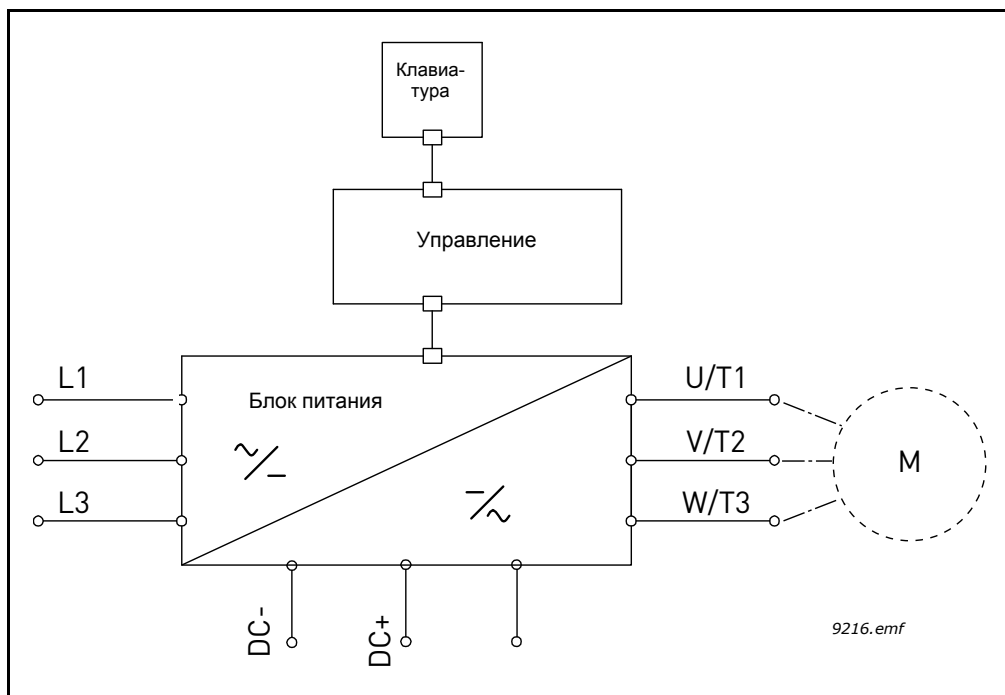 Клавиа-
тура
Управление
Блок питания
L1
L2
L3
U/T1
V/T2
W/T3
M
DC-
DC+
9216.emf